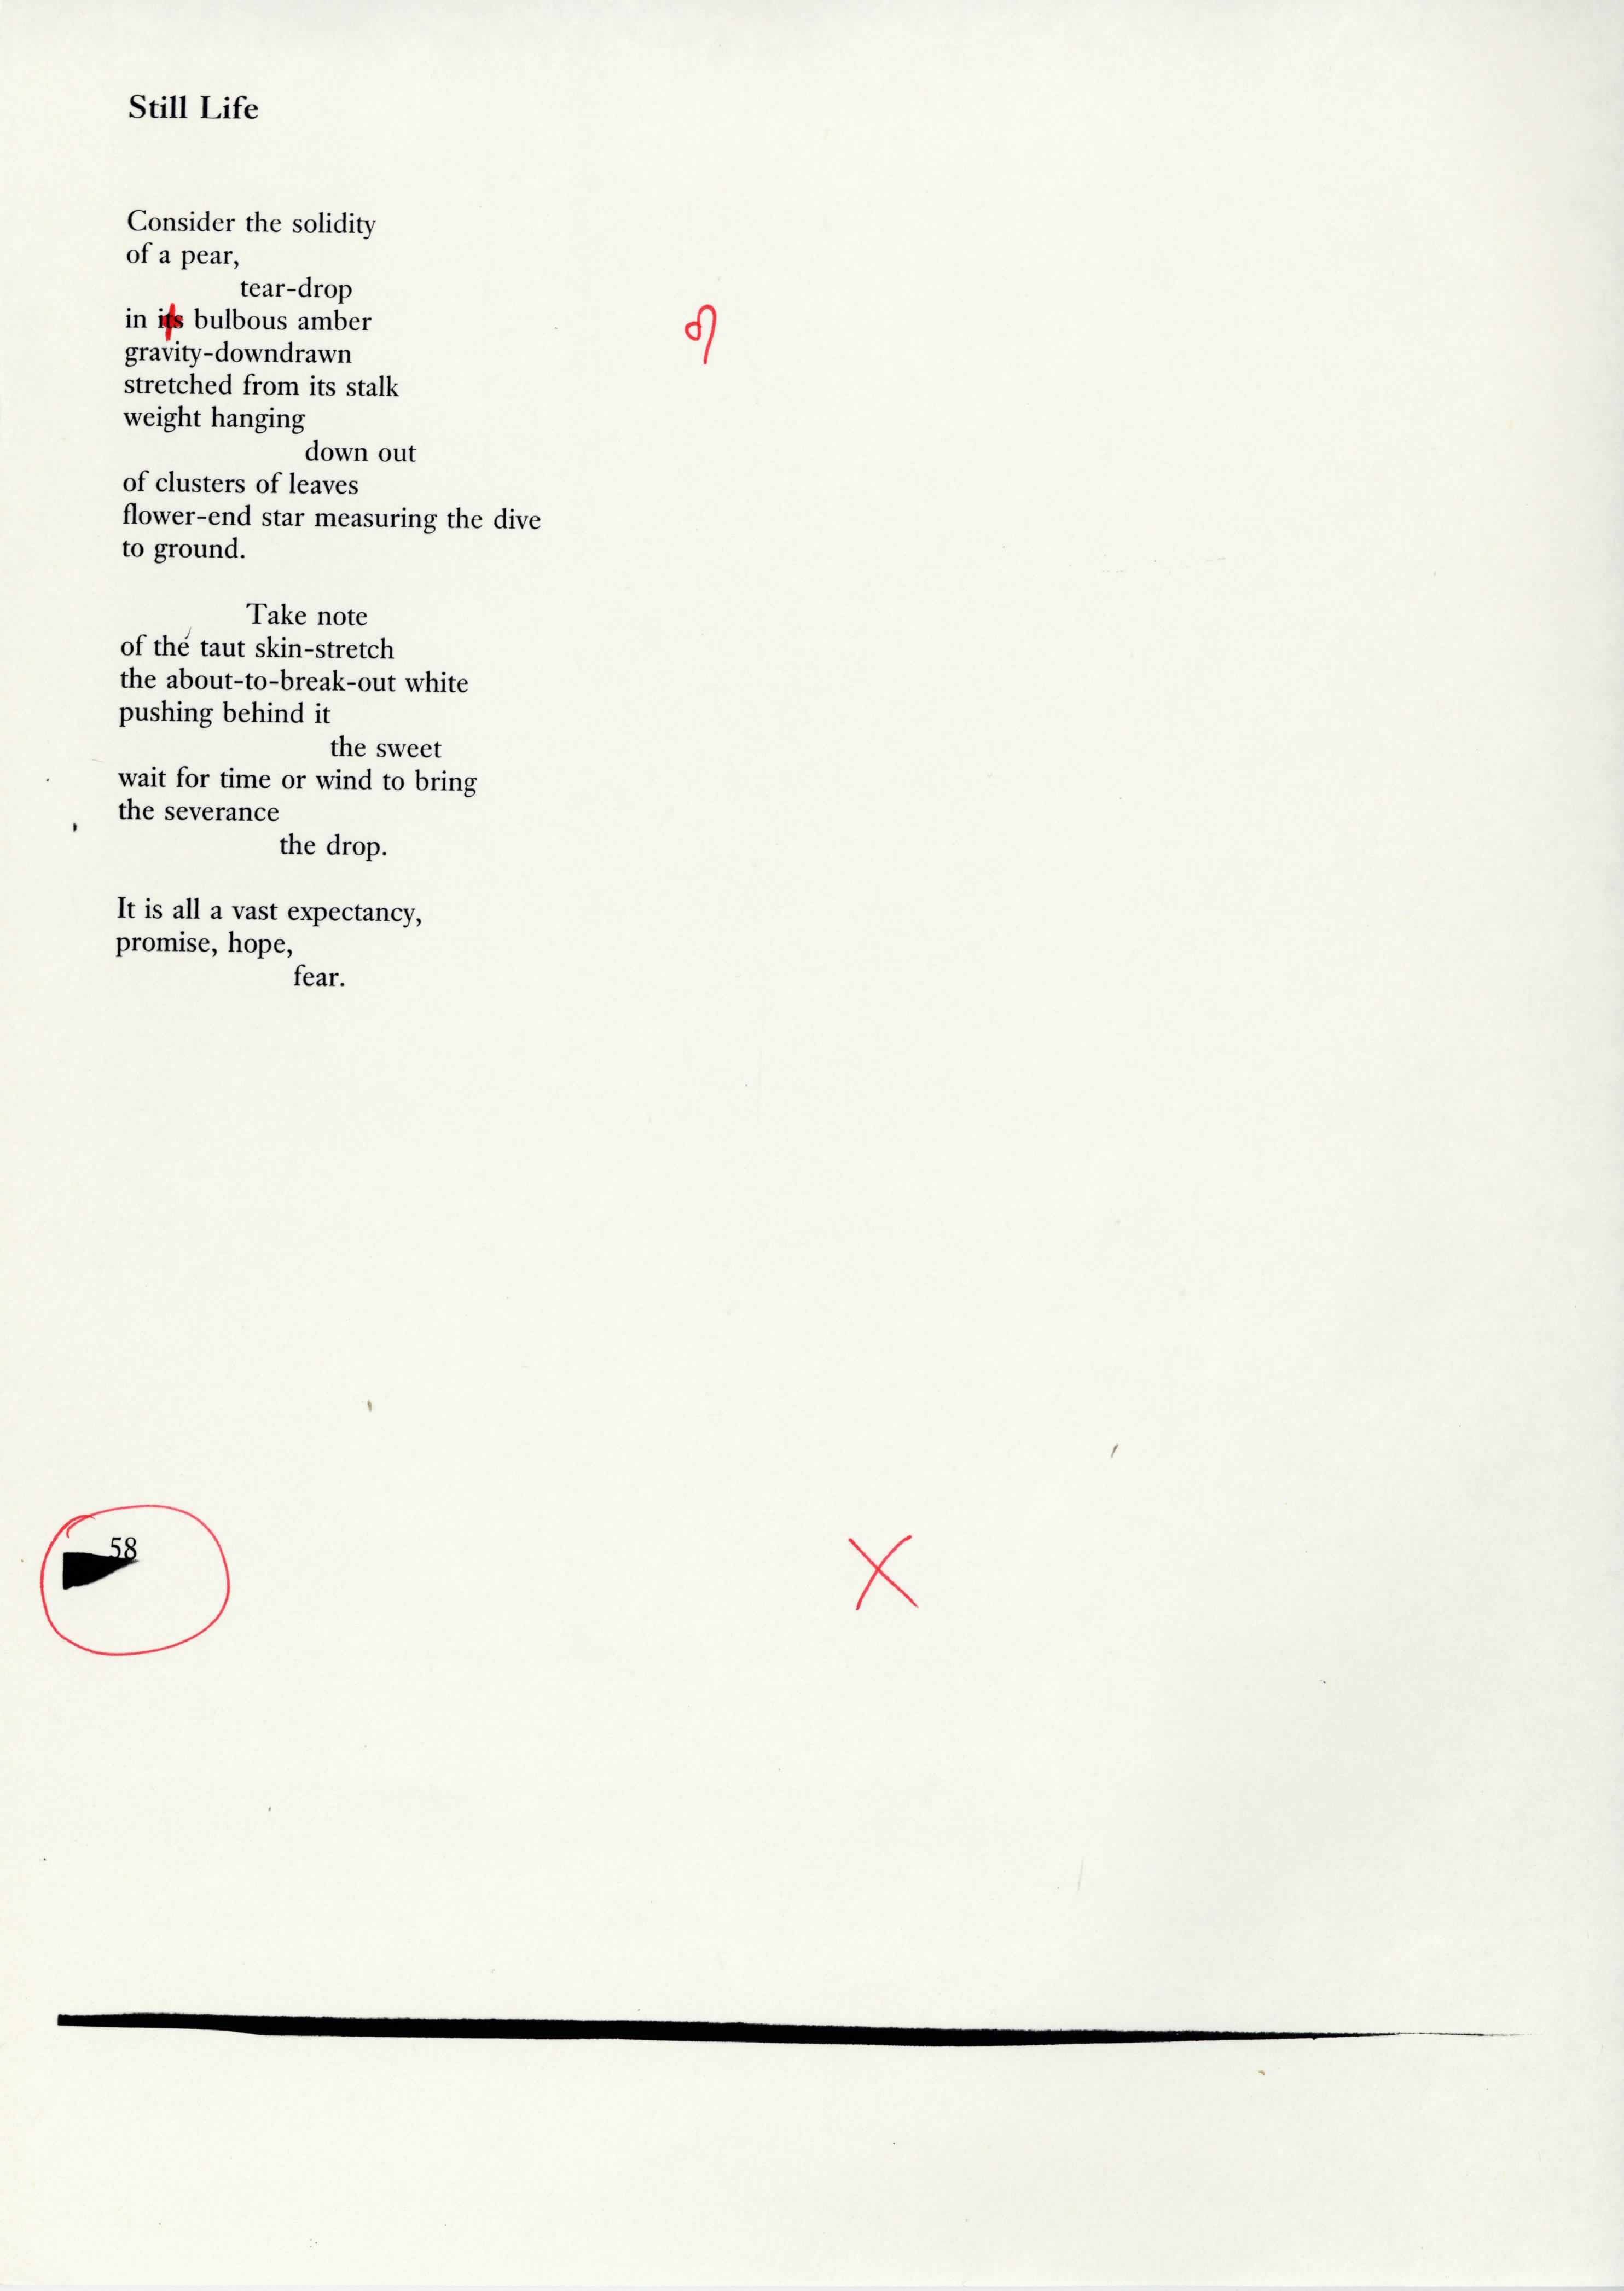 Still Life
Consider the solidity
of a pear,
tear-drop
in its bulbous amber
gravity-downdrawn
stretched from its stalk
weight hanging
down out
of clusters of leaves
flower-end star measuring the dive
to ground.
Take note
of the taut skin-stretch
the about-to-break-out white
pushing behind it
the sweet
wait for time or wind to bring
the severance
the drop.
It is all a vast expectancy,
promise, hope,
fear.
58